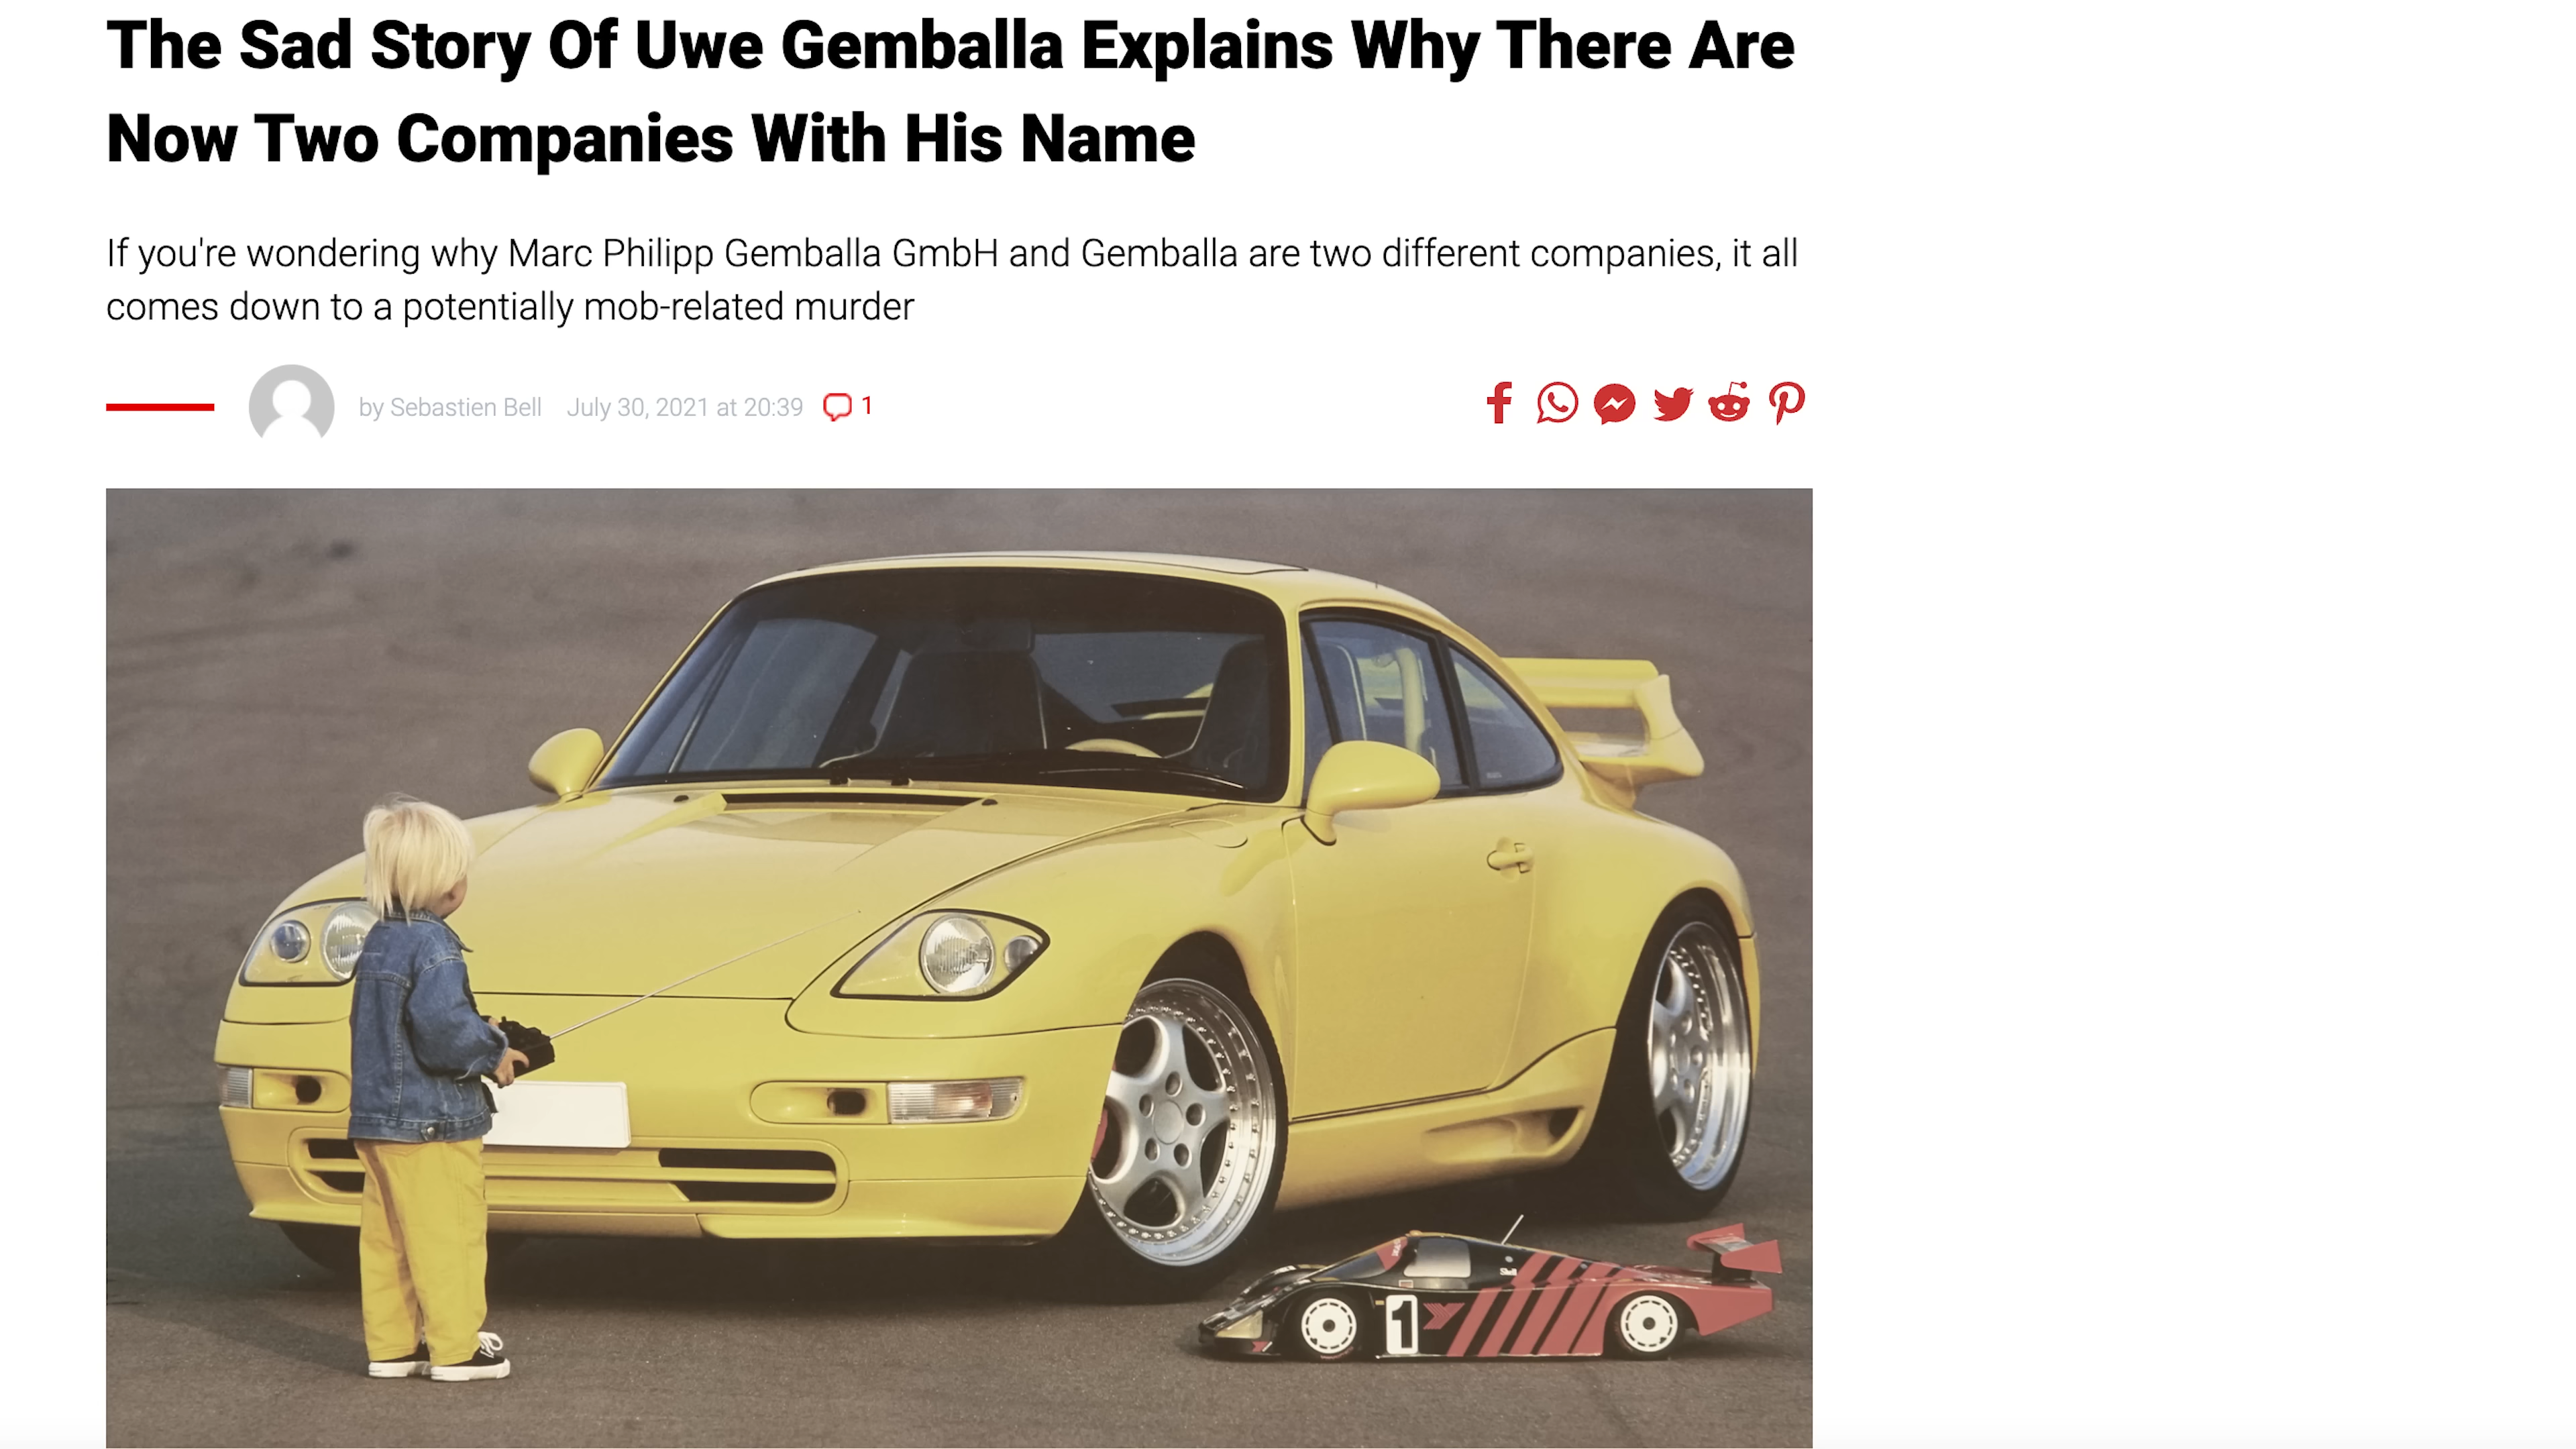 The Sad Story Of Uwe Gemballa Explains Why There Are
Now Two Companies With His Name
If you're wondering why Marc Philipp Gemballa GmbH and Gemballa are two different companies, it all
comes down to a potentially mob-related murder
by Sebastien Bell July 30, 2021 at 20:39 1
Shell
1